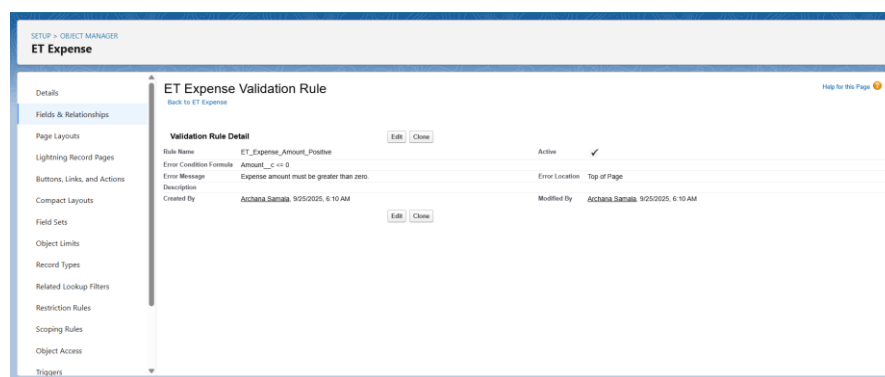 SETUP > OBJECT MANAGER
ET Expense
Details
Fields & Relationships
Page Layouts
Lightning Record Pages
Buttons, Links, and Actions
Compact Layouts
Field Sets
Object Limits
Record Types
Related Lookup Filters
Restriction Rules
Scoping Rules
Object Access
Triggers
ET Expense Validation Rule
Back to ET Expense
Help for this Page
Validation Rule Detail Edit Clone
Rule Name ET_Expense_Amount_Positive Active ✓
Error Condition Formula Amount__c <= 0
Error Message Expense amount must be greater than zero. Error Location Top of Page
Description
Created By Archana Samala, 9/25/2025, 6:10 AM Modified By Archana Samala, 9/25/2025, 6:10 AM
Edit Clone